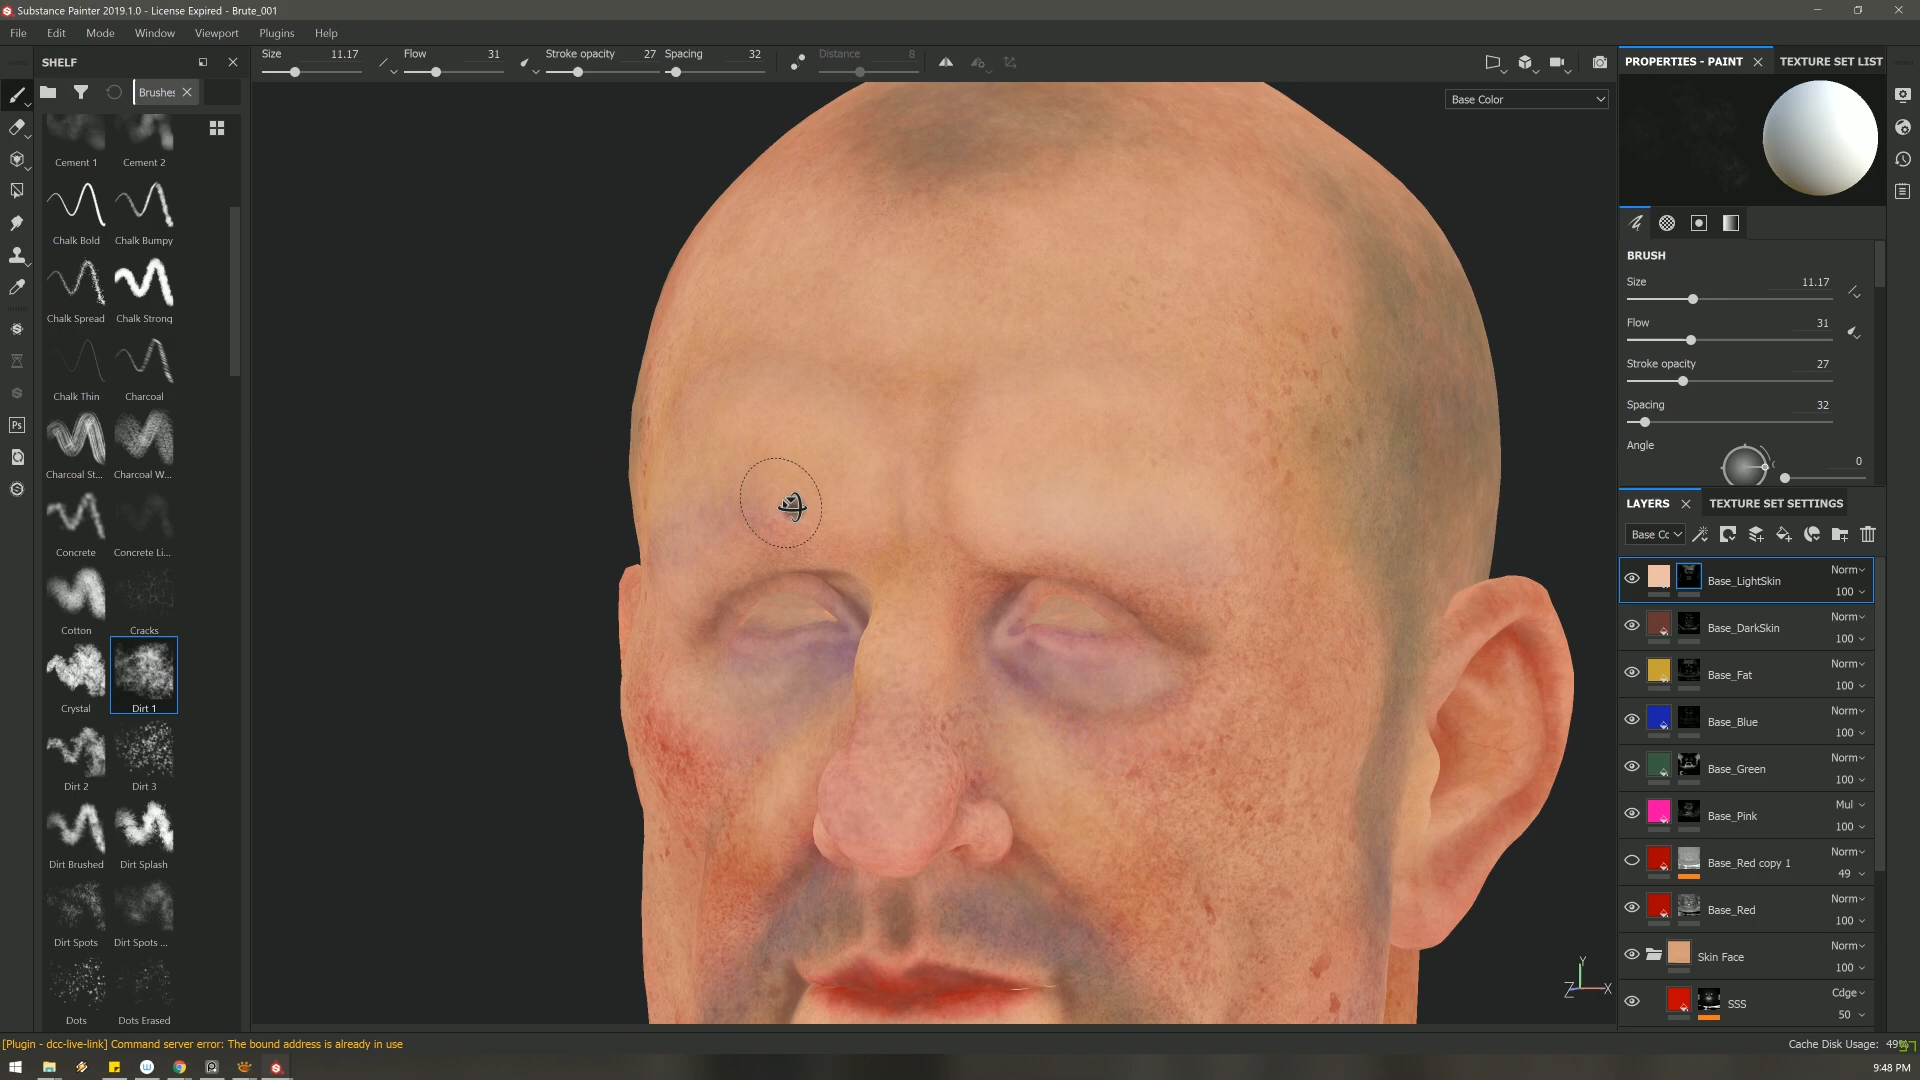 Substance Painter 2019.1.0 - License Expired - Brute_001
File Edit Mode Window Viewport Plugins Help
SHELF
Size 11.17 Flow 31 Stroke opacity 27 Spacing 32 Distance 8
PROPERTIES - PAINT TEXTURE SET LIST
Brushes
Base Color
Cement 1 Cement 2
Chalk Bold Chalk Bumpy
Chalk Spread Chalk Strong
Chalk Thin Charcoal
Charcoal St... Charcoal W...
Concrete Concrete Li...
Cotton Cracks
Crystal Dirt 1
Dirt 2 Dirt 3
Dirt Brushed Dirt Splash
Dirt Spots Dirt Spots ...
Dots Dots Erased
Ps
BRUSH
Size 11.17
Flow 31
Stroke opacity 27
Spacing 32
Angle 0
LAYERS TEXTURE SET SETTINGS
Base Cc
Base_LightSkin Norm 100
Base_DarkSkin Norm 100
Base_Fat Norm 100
Base_Blue Norm 100
Base_Green Norm 100
Base_Pink Mul 100
Base_Red copy 1 Norm 49
Base_Red Norm 100
Skin Face Norm 100
SSS Cdge 50
Y
Z X
[Plugin - dcc-live-link] Command server error: The bound address is already in use
Cache Disk Usage:
9:48 PM